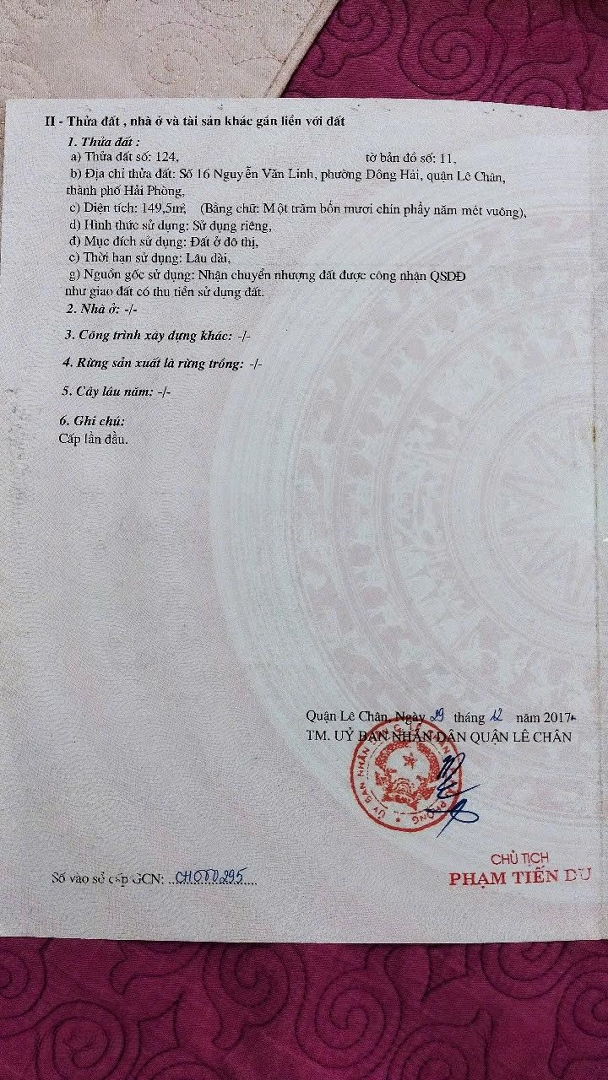 II - Thửa đất , nhà ở và tài sản khác gắn liền với đất
1. Thửa đất :
a) Thửa đất số: 124, tờ bản đồ số: 11,
b) Địa chỉ thửa đất: Số 16 Nguyễn Văn Linh, phường Dông Hải, quận Lê Chân,
thành phố Hải Phòng,
c) Diện tích: 149,5m², (Bằng chữ: Một trăm bốn mươi chín phẩy năm mét vuông),
d) Hình thức sử dụng: Sử dụng riêng,
đ) Mục đích sử dụng: Đất ở đô thị,
e) Thời hạn sử dụng: Lâu dài,
g) Nguồn gốc sử dụng: Nhận chuyển nhượng đất được công nhận QSDĐ
như giao đất có thu tiền sử dụng đất.
2. Nhà ở: -/-
3. Công trình xây dựng khác: -/-
4. Rừng sản xuất là rừng trồng: -/-
5. Cây lâu năm: -/-
6. Ghi chú:
Cấp lần đầu.
Quận Lê Chân, Ngày 29 tháng 12 năm 2017
TM. UỶ BAN NHÂN DÂN QUẬN LÊ CHÂN
CHỦ TỊCH
PHẠM TIẾN DU
Số vào sổ cấp GCN: CH00295